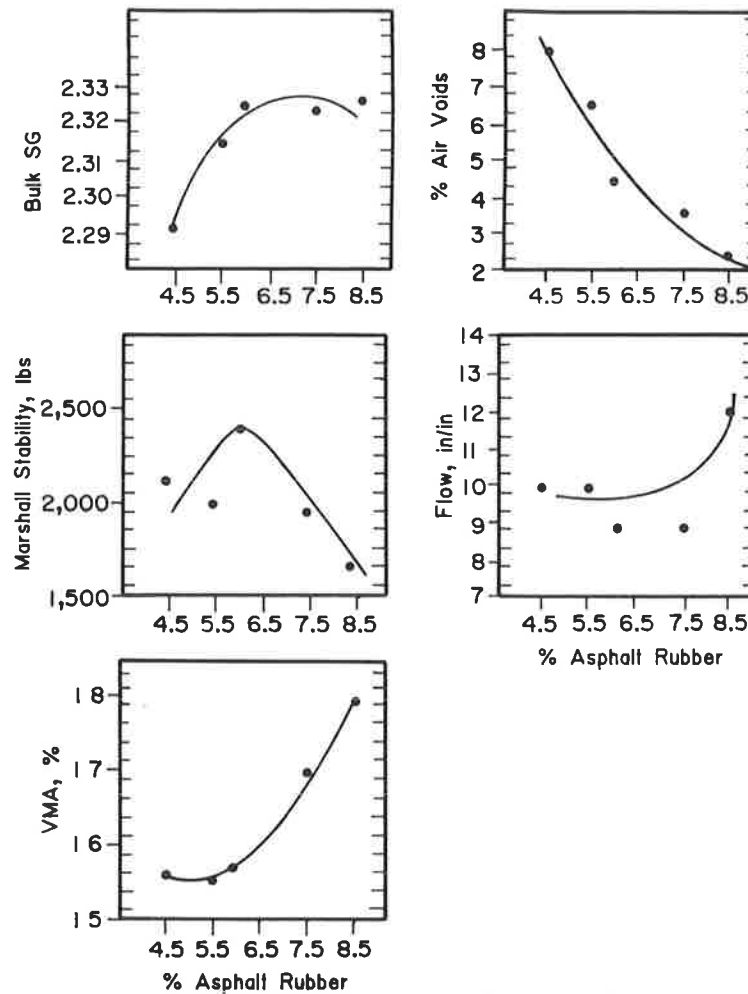 Bulk SG
2.33
2.32
2.31
2.30
2.29
4.5 5.5 6.5 7.5 8.5
% Air Voids
8
7
6
5
4
3
2
4.5 5.5 6.5 7.5 8.5
Marshall Stability, lbs
2,500
2,000
1,500
4.5 5.5 6.5 7.5 8.5
Flow, in/in
14
13
12
11
10
9
8
7
4.5 5.5 6.5 7.5 8.5
% Asphalt Rubber
VMA, %
18
17
16
15
4.5 5.5 6.5 7.5 8.5
% Asphalt Rubber